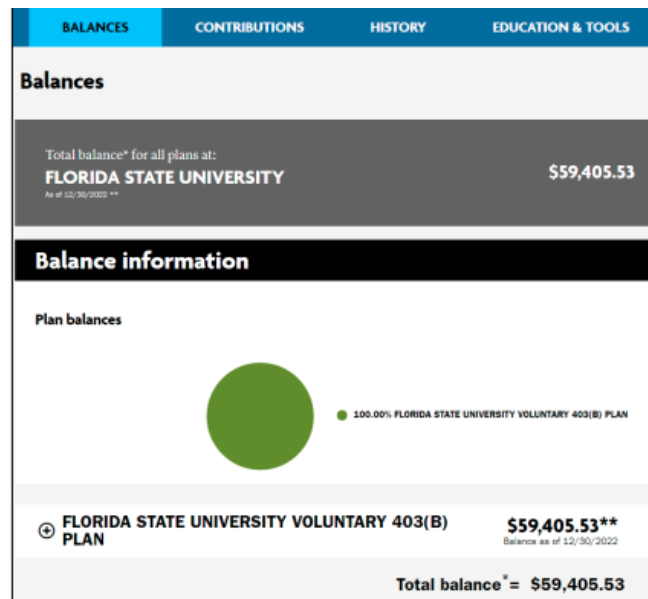 BALANCES CONTRIBUTIONS HISTORY EDUCATION & TOOLS
Balances
Total balance* for all plans at:
FLORIDA STATE UNIVERSITY
$59,405.53
As of 12/30/2022 **
Balance information
Plan balances
100.00% FLORIDA STATE UNIVERSITY VOLUNTARY 403(B) PLAN
FLORIDA STATE UNIVERSITY VOLUNTARY 403(B)
PLAN
$59,405.53**
Balance as of 12/30/2022
Total balance*= $59,405.53